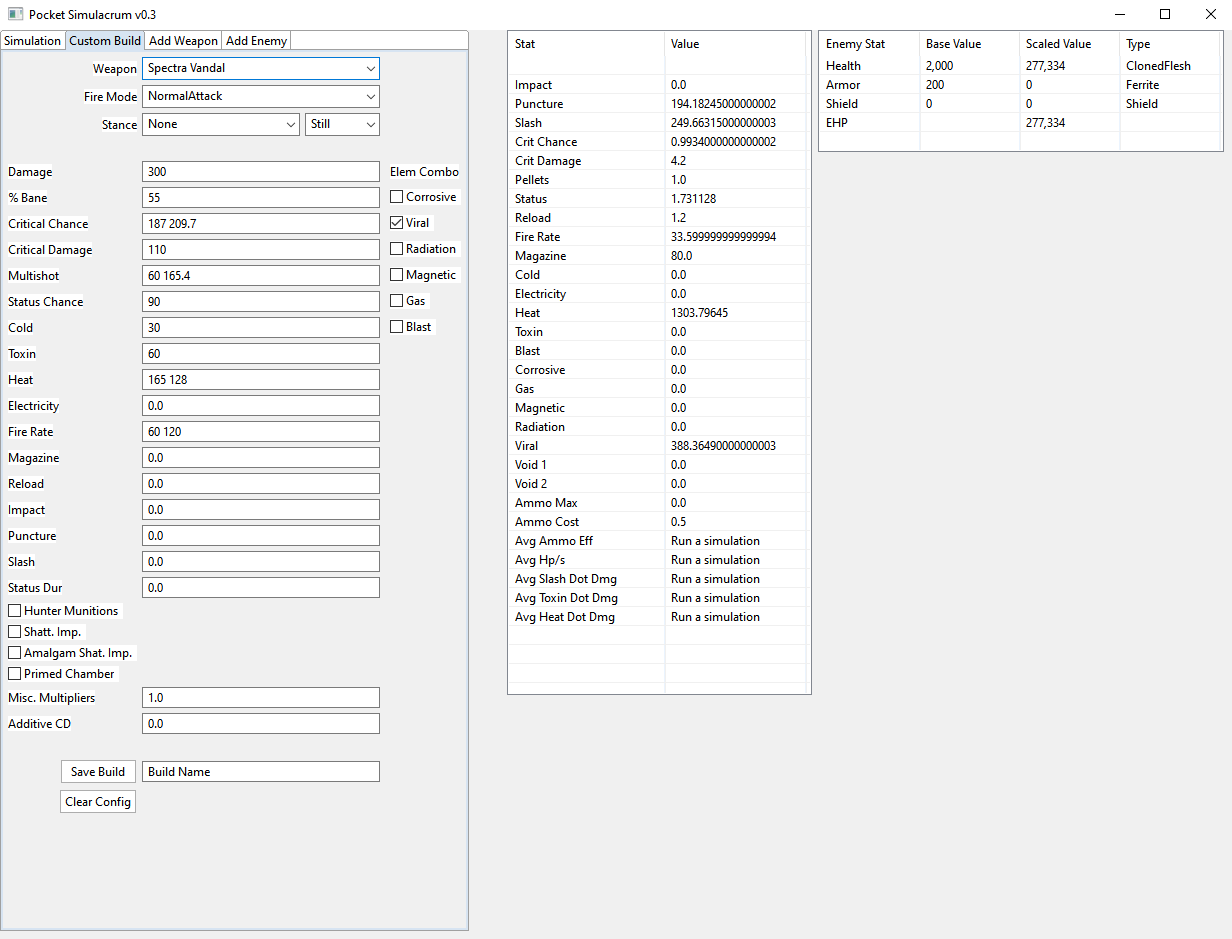 Pocket Simulacrum v0.3
Simulation Custom Build Add Weapon Add Enemy
Weapon Spectra Vandal
Fire Mode NormalAttack
Stance None Still
Damage 300 Elem Combo
% Bane 55 Corrosive
Critical Chance 187 209.7 Viral
Critical Damage 110 Radiation
Multishot 60 165.4 Magnetic
Status Chance 90 Gas
Cold 30 Blast
Toxin 60
Heat 165 128
Electricity 0.0
Fire Rate 60 120
Magazine 0.0
Reload 0.0
Impact 0.0
Puncture 0.0
Slash 0.0
Status Dur 0.0
Hunter Munitions
Shatt. Imp.
Amalgam Shat. Imp.
Primed Chamber
Misc. Multipliers 1.0
Additive CD 0.0
Save Build Build Name
Clear Config
Stat Value
Impact 0.0
Puncture 194.18245000000002
Slash 249.66315000000003
Crit Chance 0.9934000000000002
Crit Damage 4.2
Pellets 1.0
Status 1.731128
Reload 1.2
Fire Rate 33.599999999999994
Magazine 80.0
Cold 0.0
Electricity 0.0
Heat 1303.79645
Toxin 0.0
Blast 0.0
Corrosive 0.0
Gas 0.0
Magnetic 0.0
Radiation 0.0
Viral 388.36490000000003
Void 1 0.0
Void 2 0.0
Ammo Max 0.0
Ammo Cost 0.5
Avg Ammo Eff Run a simulation
Avg Hp/s Run a simulation
Avg Slash Dot Dmg Run a simulation
Avg Toxin Dot Dmg Run a simulation
Avg Heat Dot Dmg Run a simulation
Enemy Stat Base Value Scaled Value Type
Health 2,000 277,334 ClonedFlesh
Armor 200 0 Ferrite
Shield 0 0 Shield
EHP 277,334